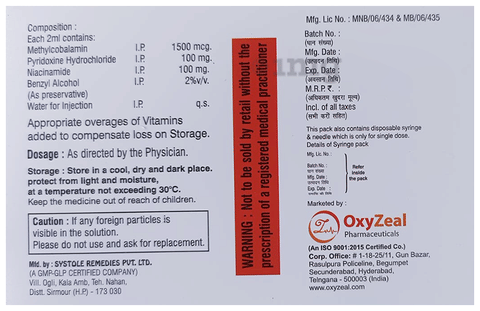 Composition :
Each 2ml contains:
Methylcobalamin I.P. 1500 mcg.
Pyridoxine Hydrochloride I.P. 100 mg.
Niacinamide I.P. 100 mg.
Benzyl Alcohol I.P. 2%v/v.
(As preservative)
Water for Injection I.P. q.s.
Appropriate overages of Vitamins
added to compensate loss on Storage.
Dosage : As directed by the Physician.
Storage : Store in a cool, dry and dark place.
protect from light and moisture,
at a temperature not exceeding 30°C.
Keep the medicine out of reach of children.
Caution : If any foreign particles is
visible in the solution.
Please do not use and ask for replacement.
Mfd. by : SYSTOLE REMEDIES PVT. LTD.
(A GMP-GLP CERTIFIED COMPANY)
Vill. Ogli, Kala Amb, Teh. Nahan,
Distt. Sirmour (H.P.) - 173 030
WARNING : Not to be sold by retail without the
prescription of a registered medical practitioner
Mfg. Lic No. : MNB/06/434 & MB/06/435
Batch No. :
(घान संख्या)
Mfg. Date :
(उत्पादन तिथि)
Exp. Date :
(अवसान तिथि)
M.R.P ₹. :
(अधिकतम खुदरा मूल्य)
Incl. of all taxes
(सभी करों सहित)
This pack also contains disposable syringe
& needle which is only for single dose.
Details of Syringe pack
Mfg. Lic No. :
Batch No. :
Mfg. Date :
Exp. Date :
Refer
Inside
the pack
Marketed by :
OxyZeal
Pharmaceuticals
(An ISO 9001:2015 Certified Co.)
Corp. Office: # 1-18-25/11, Gun Bazar,
Rasulpura Policeline, Begumpet
Secunderabad, Hyderabad,
Telngana - 500003 (India)
www.oxyzeal.com